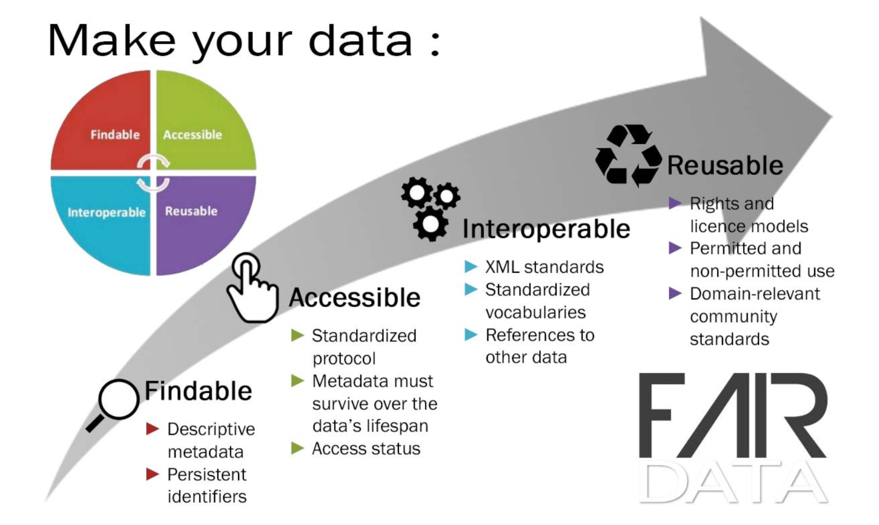 Make your data :
Findable
Accessible
Interoperable
Reusable
Findable
Descriptive
metadata
Persistent
identifiers
Accessible
Standardized
protocol
Metadata must
survive over the
data's lifespan
Access status
Interoperable
XML standards
Standardized
vocabularies
References to
other data
Reusable
Rights and
licence models
Permitted and
non-permitted use
Domain-relevant
community
standards
FAIR
DATA